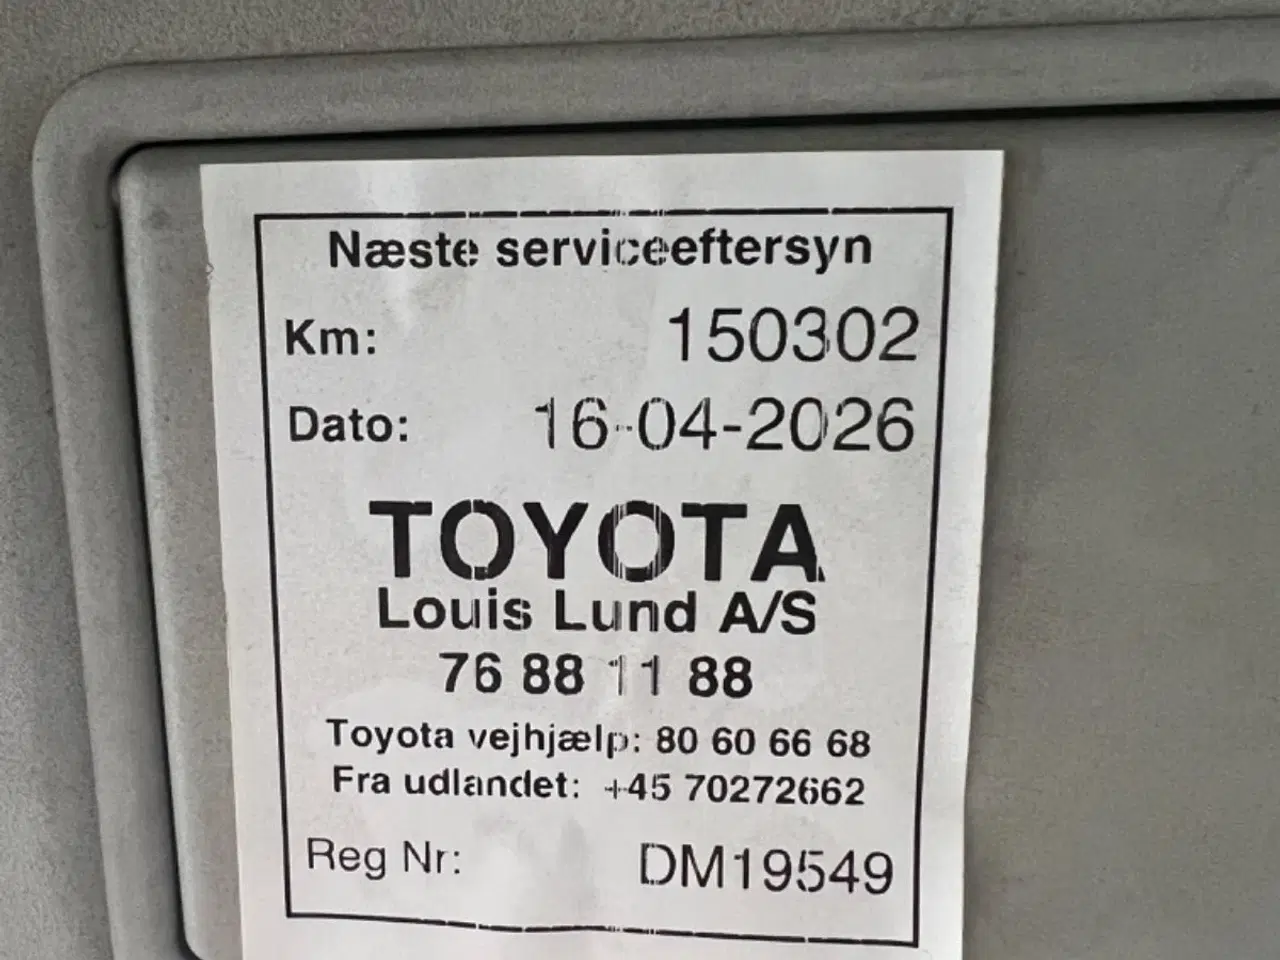 Næste serviceeftersyn
Km: 150302
Dato: 16-04-2026
TOYOTA
Louis Lund A/S
76 88 11 88
Toyota vejhjælp: 80 60 66 68
Fra udlandet: +45 70272662
Reg Nr: DM19549